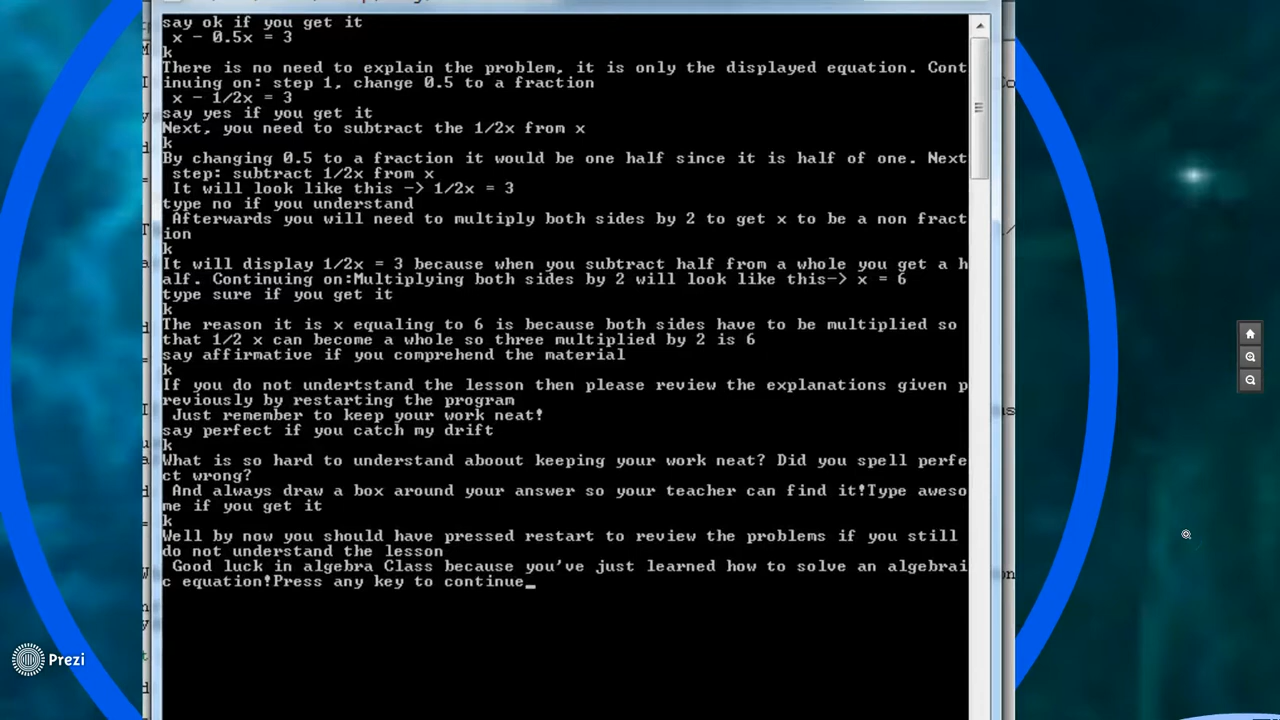 say ok if you get it
x - 0.5x = 3
k
There is no need to explain the problem, it is only the displayed equation. Cont
inuing on: step 1, change 0.5 to a fraction
x - 1/2x = 3
say yes if you get it
Next, you need to subtract the 1/2x from x
k
By changing 0.5 to a fraction it would be one half since it is half of one. Next
step: subtract 1/2x from x
It will look like this -> 1/2x = 3
type no if you understand
Afterwards you will need to multiply both sides by 2 to get x to be a non fract
ion
k
It will display 1/2x = 3 because when you subtract half from a whole you get a h
alf. Continuing on:Multiplying both sides by 2 will look like this-> x = 6
type sure if you get it
k
The reason it is x equaling to 6 is because both sides have to be multiplied so
that 1/2 x can become a whole so three multiplied by 2 is 6
say affirmative if you comprehend the material
k
If you do not undertstand the lesson then please review the explanations given p
reviously by restarting the program
Just remember to keep your work neat!
say perfect if you catch my drift
k
What is so hard to understand aboout keeping your work neat? Did you spell perfe
ct wrong?
And always draw a box around your answer so your teacher can find it!Type aweso
me if you get it
k
Well by now you should have pressed restart to review the problems if you still
do not understand the lesson
Good luck in algebra Class because you've just learned how to solve an algebrai
c equation!Press any key to continue_
Prezi